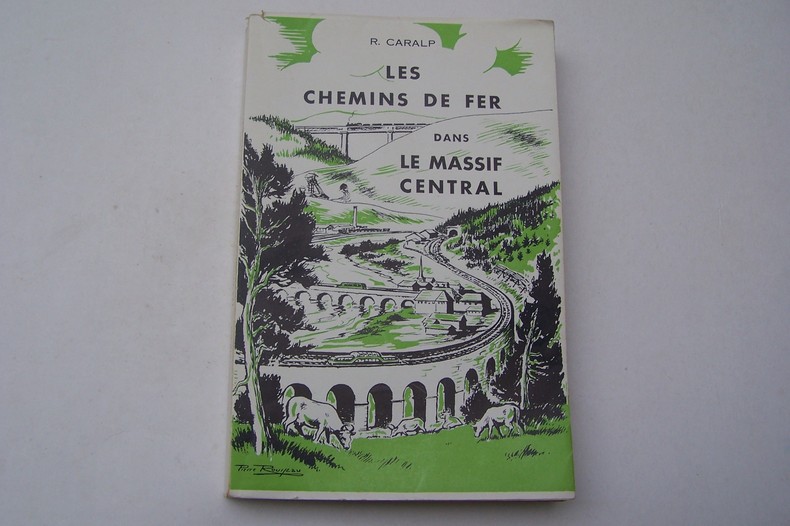 R. CARALP
LES
CHEMINS DE FER
DANS
LE MASSIF
CENTRAL